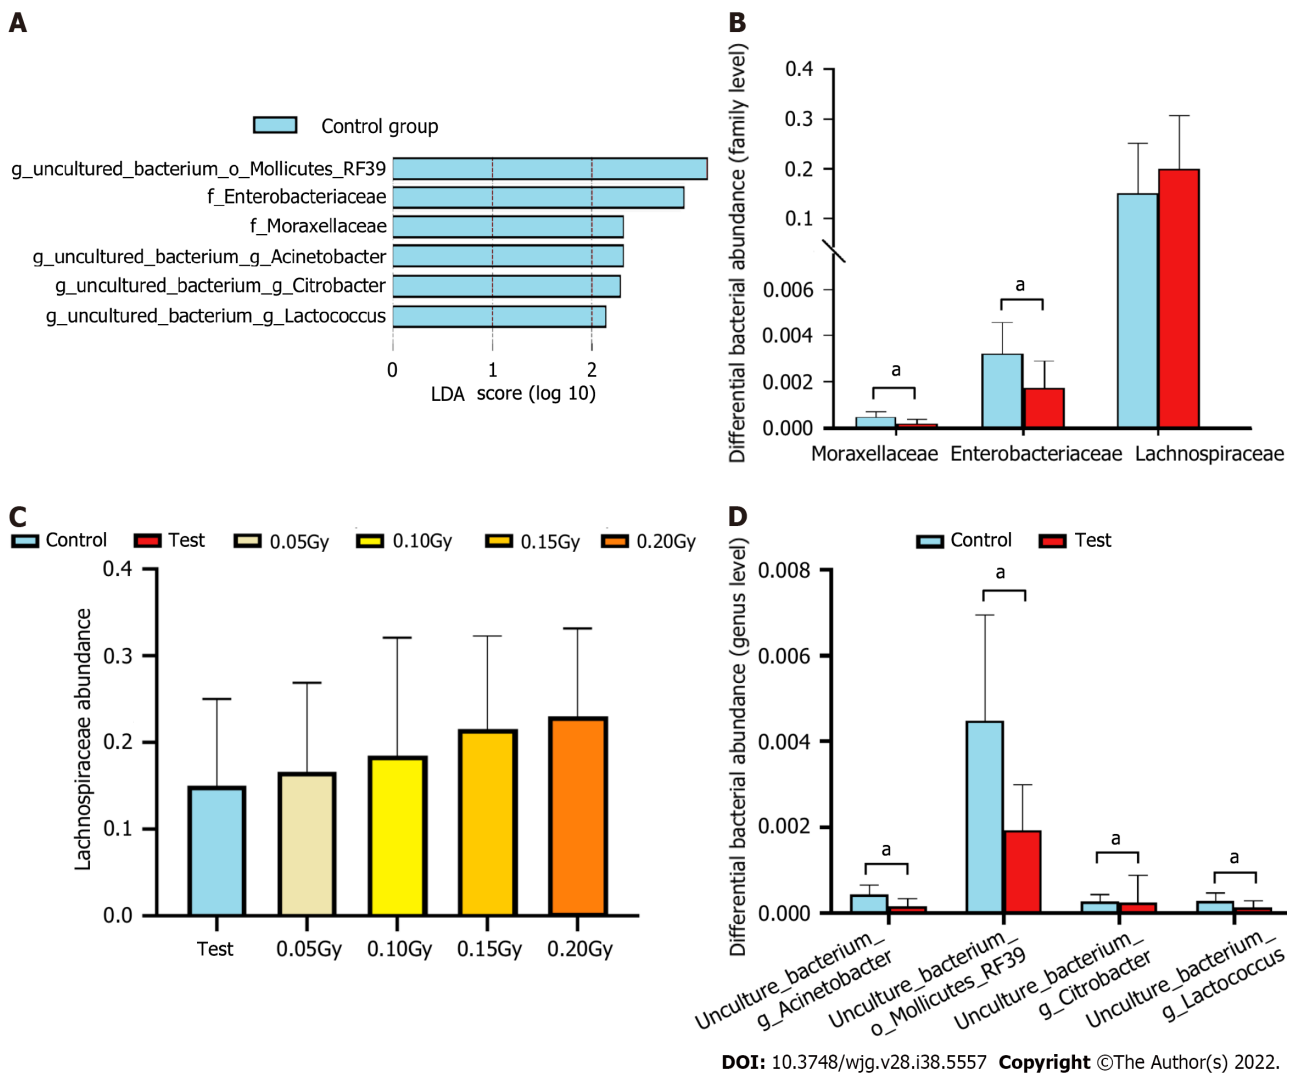 A
Control group
g_uncultured_bacterium_o_Mollicutes_RF39
f_Enterobacteriaceae
f_Moraxellaceae
g_uncultured_bacterium_g_Acinetobacter
g_uncultured_bacterium_g_Citrobacter
g_uncultured_bacterium_g_Lactococcus
0 1 2
LDA score (log 10)
B
Differential bacterial abundance (family level)
0.4
0.3
0.2
0.1
0.006
0.004
0.002
0.000
a
a
Moraxellaceae Enterobacteriaceae Lachnospiraceae
C
Control Test 0.05Gy 0.10Gy 0.15Gy 0.20Gy
Lachnospiraceae abundance
0.4
0.3
0.2
0.1
0.0
Test 0.05Gy 0.10Gy 0.15Gy 0.20Gy
D
Control Test
Differential bacterial abundance (genus level)
0.008
0.006
0.004
0.002
0.000
a
a
a
a
Unculture_bacterium_
g_Acinetobacter
Unculture_bacterium_
o_Mollicutes_RF39
Unculture_bacterium_
g_Citrobacter
Unculture_bacterium_
g_Lactococcus
DOI: 10.3748/wjg.v28.i38.5557 Copyright ©The Author(s) 2022.